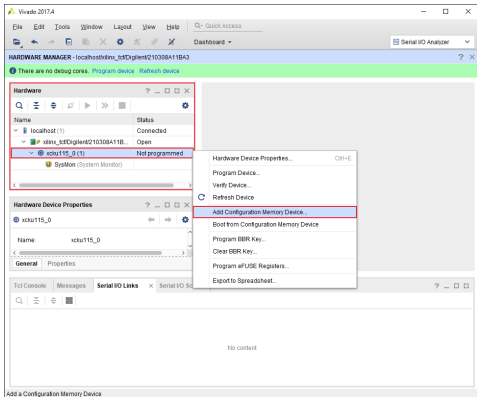 Vivado 2017.4
File Edit Tools Window Layout View Help Quick Access
Dashboard
Serial I/O Analyzer
HARDWARE MANAGER - localhost/xilinx_tcf/Digilent/210308A11BA3
There are no debug cores. Program device Refresh device
Hardware
Name Status
localhost (1) Connected
xilinx_tcf/Digilent/210308A11B... Open
xcku115_0 (1) Not programmed
SysMon (System Monitor)
Hardware Device Properties... Ctrl+E
Program Device...
Verify Device...
Refresh Device
Add Configuration Memory Device...
Boot from Configuration Memory Device
Program BBR Key...
Clear BBR Key...
Program eFUSE Registers...
Export to Spreadsheet...
Hardware Device Properties
xcku115_0
Name: xcku115_0
General Properties
Tcl Console Messages Serial I/O Links Serial I/O Sc
No content
Add a Configuration Memory Device